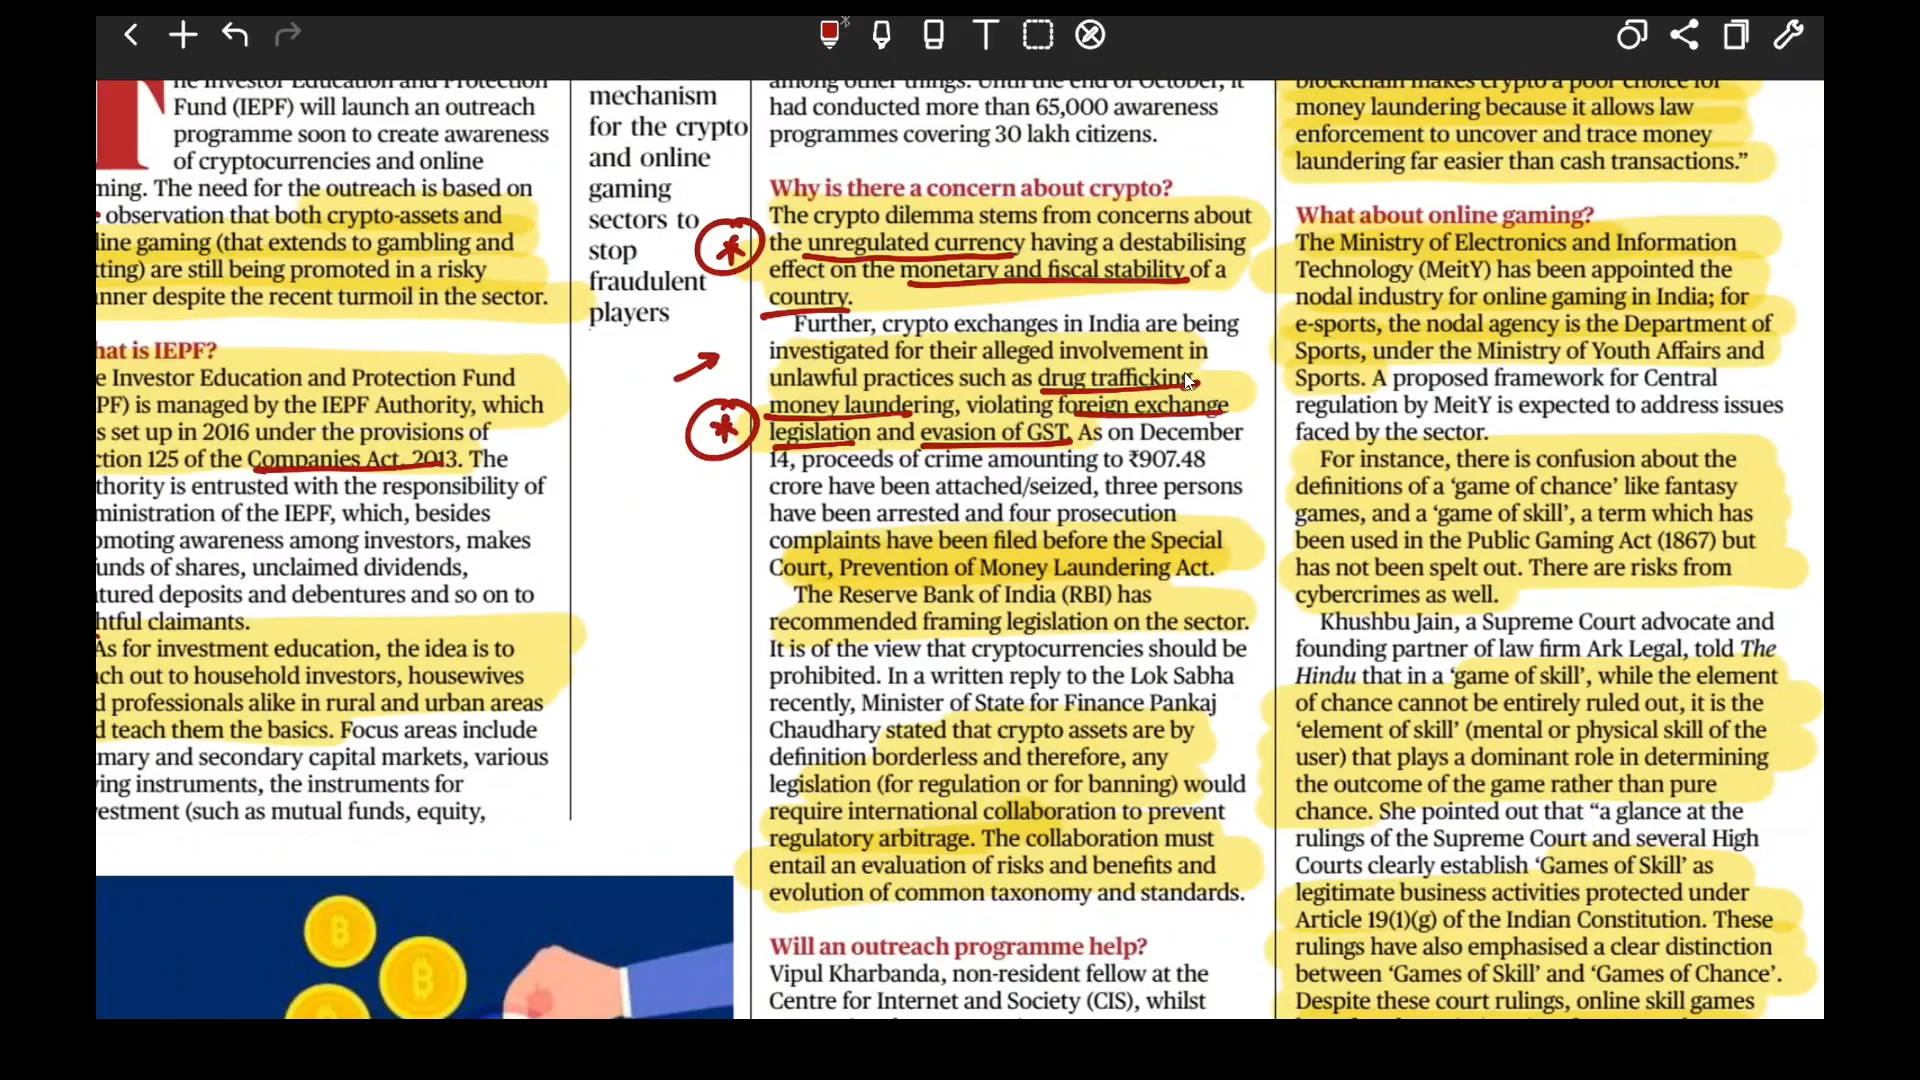 Fund (IEPF) will launch an outreach
programme soon to create awareness
of cryptocurrencies and online
ming. The need for the outreach is based on
observation that both crypto-assets and
line gaming (that extends to gambling and
tting) are still being promoted in a risky
nner despite the recent turmoil in the sector.
hat is IEPF?
e Investor Education and Protection Fund
PF) is managed by the IEPF Authority, which
s set up in 2016 under the provisions of
ction 125 of the Companies Act, 2013. The
thority is entrusted with the responsibility of
ministration of the IEPF, which, besides
omoting awareness among investors, makes
unds of shares, unclaimed dividends,
tured deposits and debentures and so on to
htful claimants.
As for investment education, the idea is to
ach out to household investors, housewives
d professionals alike in rural and urban areas
d teach them the basics. Focus areas include
mary and secondary capital markets, various
ving instruments, the instruments for
estment (such as mutual funds, equity,
mechanism
for the crypto
and online
gaming
sectors to
stop
fraudulent
players
among other things. Until the end of October, it
had conducted more than 65,000 awareness
programmes covering 30 lakh citizens.
Why is there a concern about crypto?
The crypto dilemma stems from concerns about
the unregulated currency having a destabilising
effect on the monetary and fiscal stability of a
country.
Further, crypto exchanges in India are being
investigated for their alleged involvement in
unlawful practices such as drug trafficking,
money laundering, violating foreign exchange
legislation and evasion of GST. As on December
14, proceeds of crime amounting to ₹907.48
crore have been attached/seized, three persons
have been arrested and four prosecution
complaints have been filed before the Special
Court, Prevention of Money Laundering Act.
The Reserve Bank of India (RBI) has
recommended framing legislation on the sector.
It is of the view that cryptocurrencies should be
prohibited. In a written reply to the Lok Sabha
recently, Minister of State for Finance Pankaj
Chaudhary stated that crypto assets are by
definition borderless and therefore, any
legislation (for regulation or for banning) would
require international collaboration to prevent
regulatory arbitrage. The collaboration must
entail an evaluation of risks and benefits and
evolution of common taxonomy and standards.
Will an outreach programme help?
Vipul Kharbanda, non-resident fellow at the
Centre for Internet and Society (CIS), whilst
blockchain makes crypto a poor choice for
money laundering because it allows law
enforcement to uncover and trace money
laundering far easier than cash transactions.”
What about online gaming?
The Ministry of Electronics and Information
Technology (MeitY) has been appointed the
nodal industry for online gaming in India; for
e-sports, the nodal agency is the Department of
Sports, under the Ministry of Youth Affairs and
Sports. A proposed framework for Central
regulation by MeitY is expected to address issues
faced by the sector.
For instance, there is confusion about the
definitions of a ‘game of chance’ like fantasy
games, and a ‘game of skill’, a term which has
been used in the Public Gaming Act (1867) but
has not been spelt out. There are risks from
cybercrimes as well.
Khushbu Jain, a Supreme Court advocate and
founding partner of law firm Ark Legal, told The
Hindu that in a ‘game of skill’, while the element
of chance cannot be entirely ruled out, it is the
‘element of skill’ (mental or physical skill of the
user) that plays a dominant role in determining
the outcome of the game rather than pure
chance. She pointed out that “a glance at the
rulings of the Supreme Court and several High
Courts clearly establish ‘Games of Skill’ as
legitimate business activities protected under
Article 19(1)(g) of the Indian Constitution. These
rulings have also emphasised a clear distinction
between ‘Games of Skill’ and ‘Games of Chance’.
Despite these court rulings, online skill games